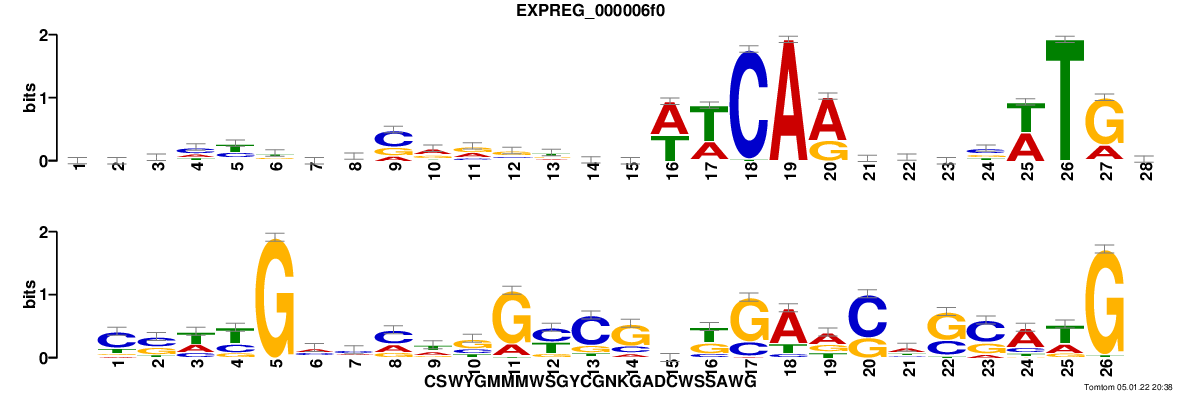 EXPREG_000006f0
2
1
0
bits
1 2 3 4 5 6 7 8 9 10 11 12 13 14 15 16 17 18 19 20 21 22 23 24 25 26 27 28
2
1
0
bits
1 2 3 4 5 6 7 8 9 10 11 12 13 14 15 16 17 18 19 20 21 22 23 24 25 26
CSWYGMMMWSGYCGNKGADCWSSAWG
Tomtom 05.01.22 20:38